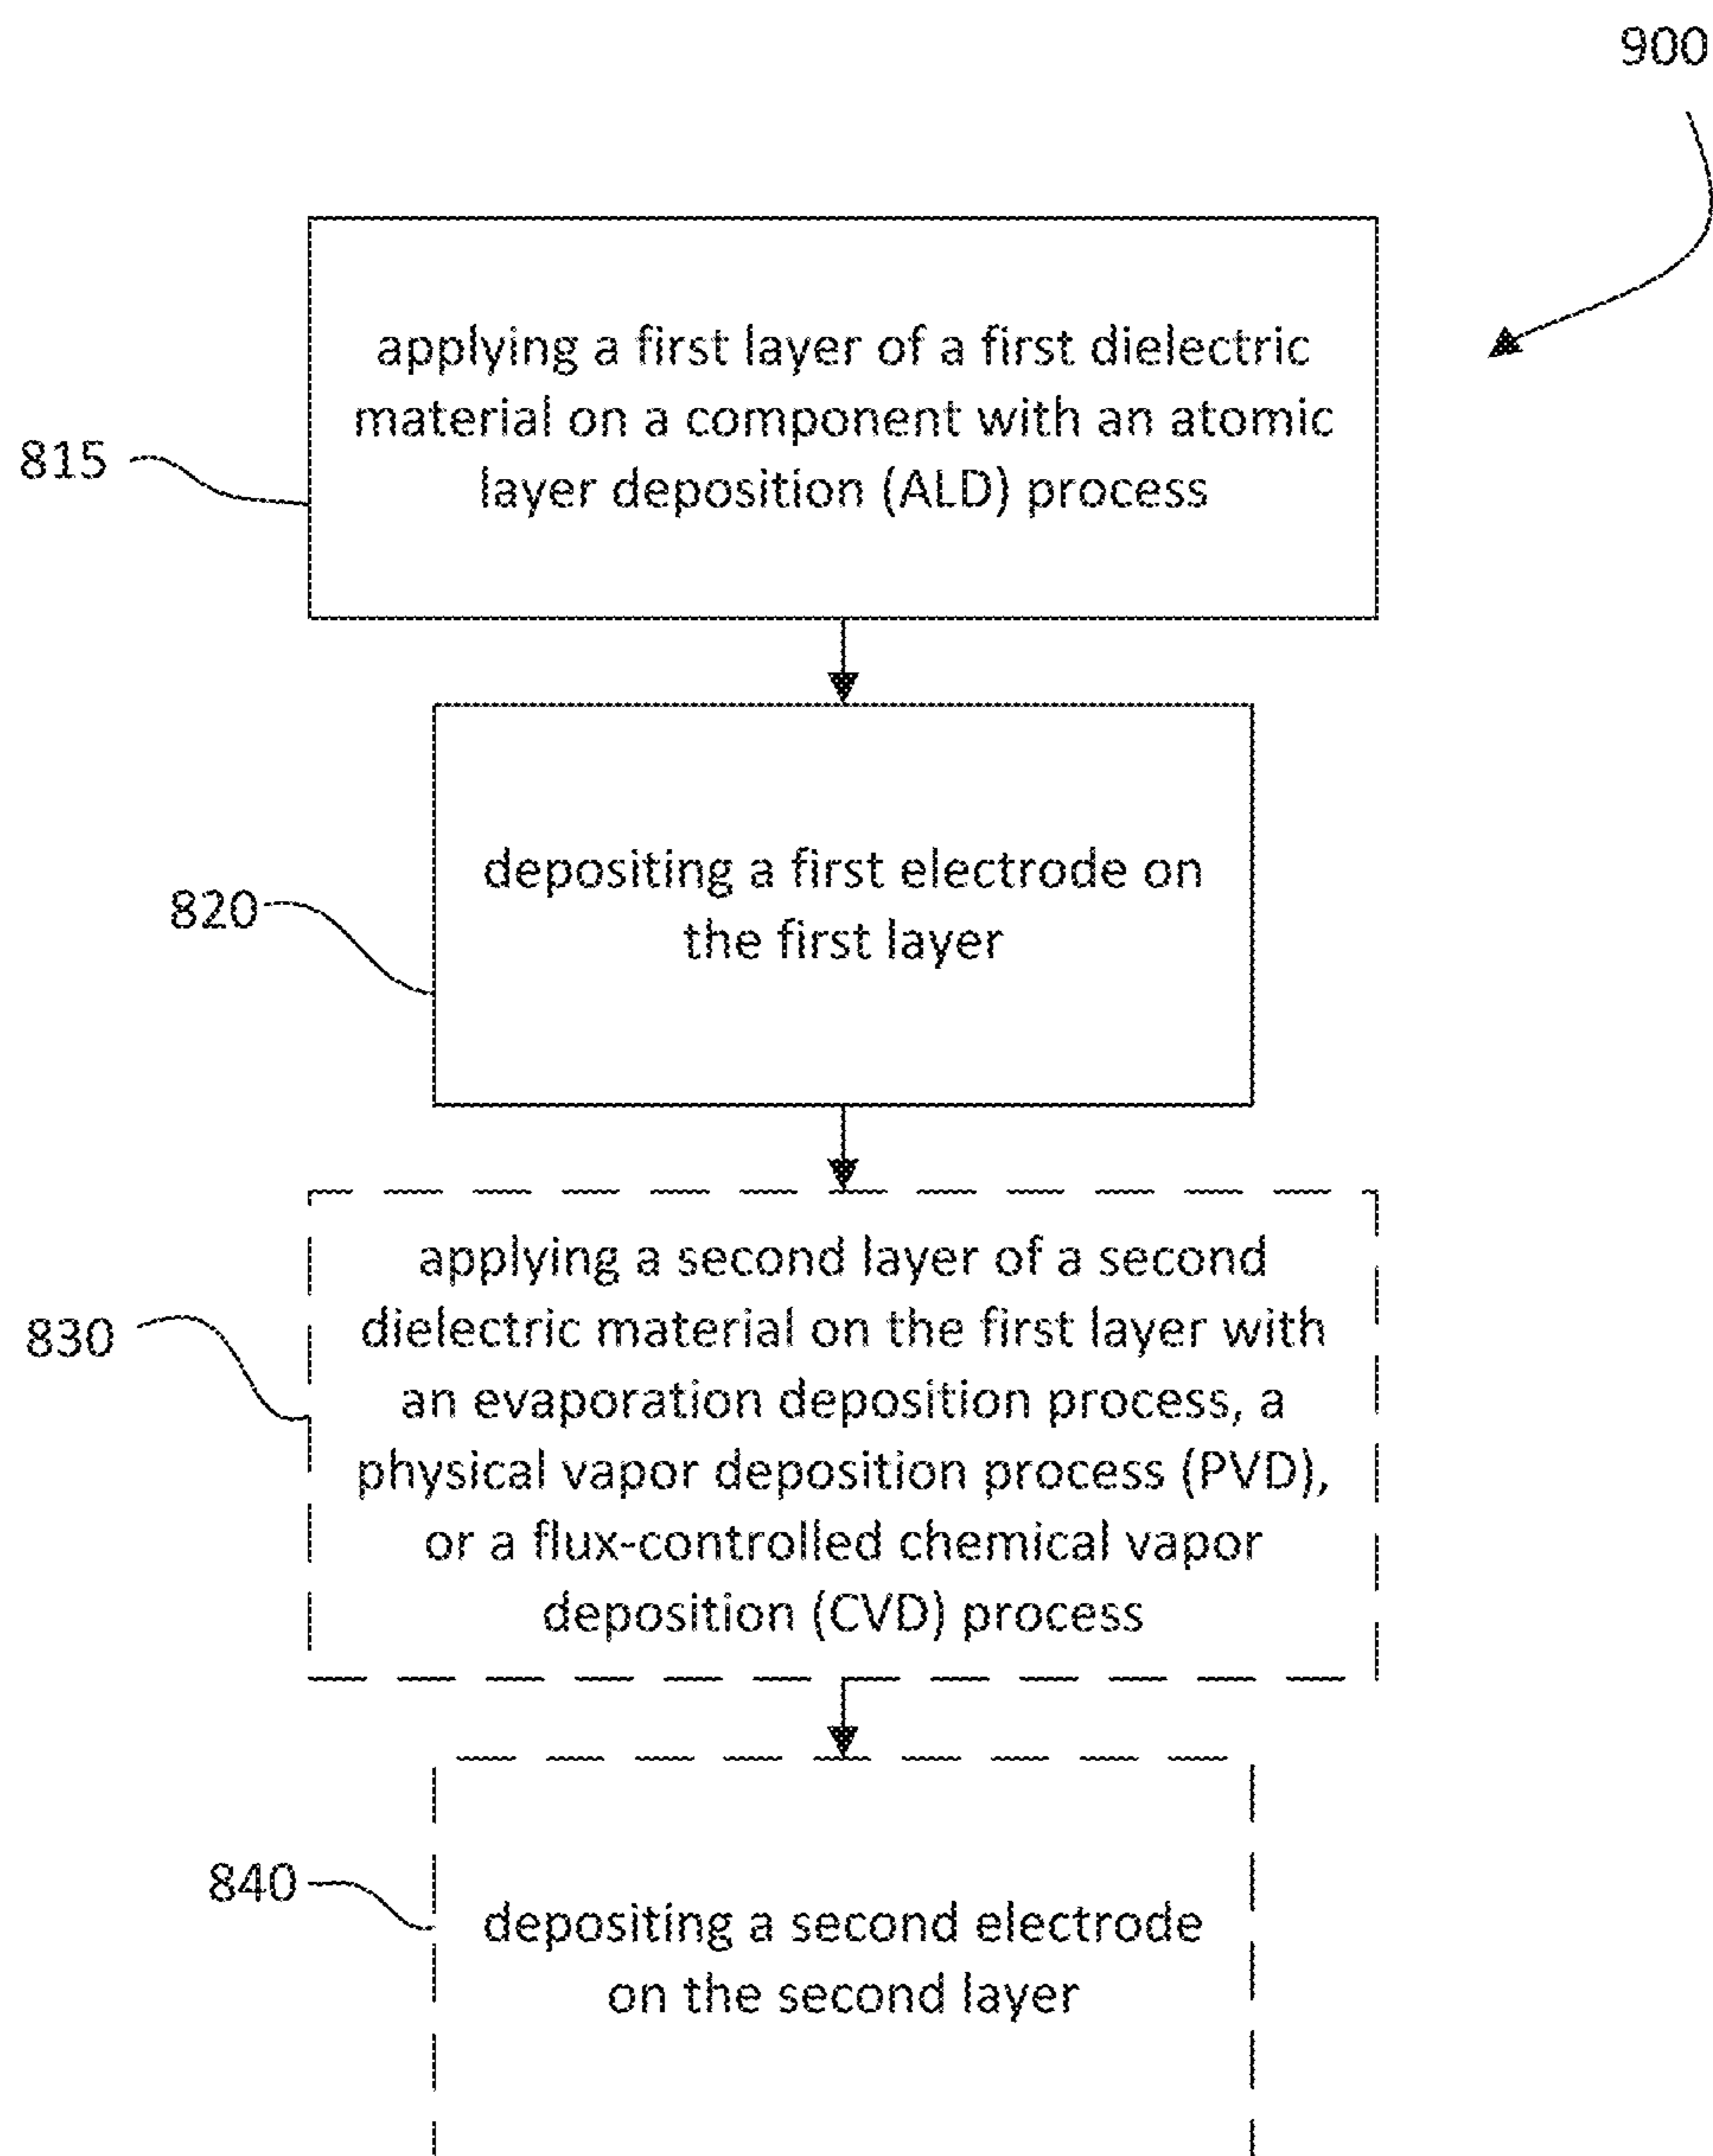 900
applying a first layer of a first dielectric
material on a component with an atomic
layer deposition (ALD) process
815
depositing a first electrode on
the first layer
820
applying a second layer of a second
dielectric material on the first layer with
an evaporation deposition process, a
physical vapor deposition process (PVD),
or a flux-controlled chemical vapor
deposition (CVD) process
830
depositing a second electrode
on the second layer
840